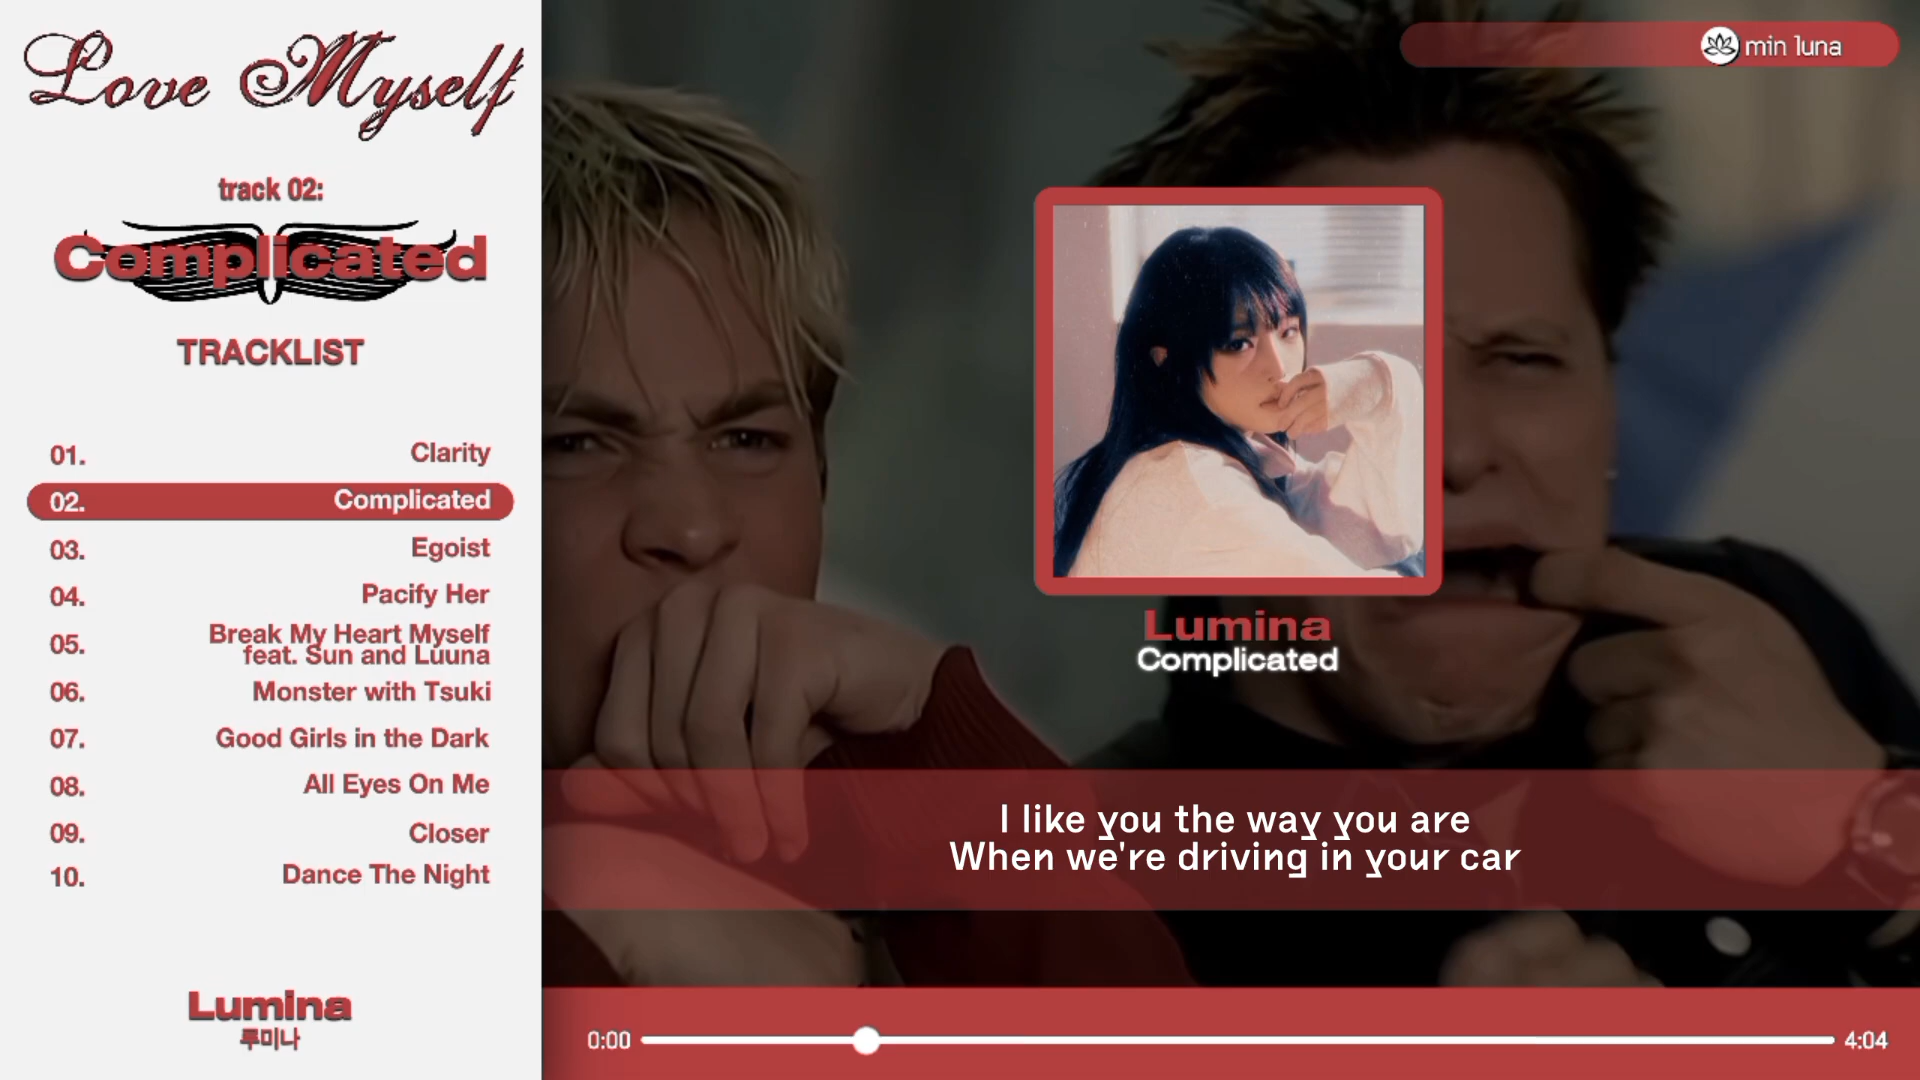 Love Myself
track 02:
Complicated
TRACKLIST
01. Clarity
02. Complicated
03. Egoist
04. Pacify Her
05. Break My Heart Myself
feat. Sun and Luuna
06. Monster with Tsuki
07. Good Girls in the Dark
08. All Eyes On Me
09. Closer
10. Dance The Night
Lumina
루미나
min luna
Lumina
Complicated
I like you the way you are
When we're driving in your car
0:00 4:04